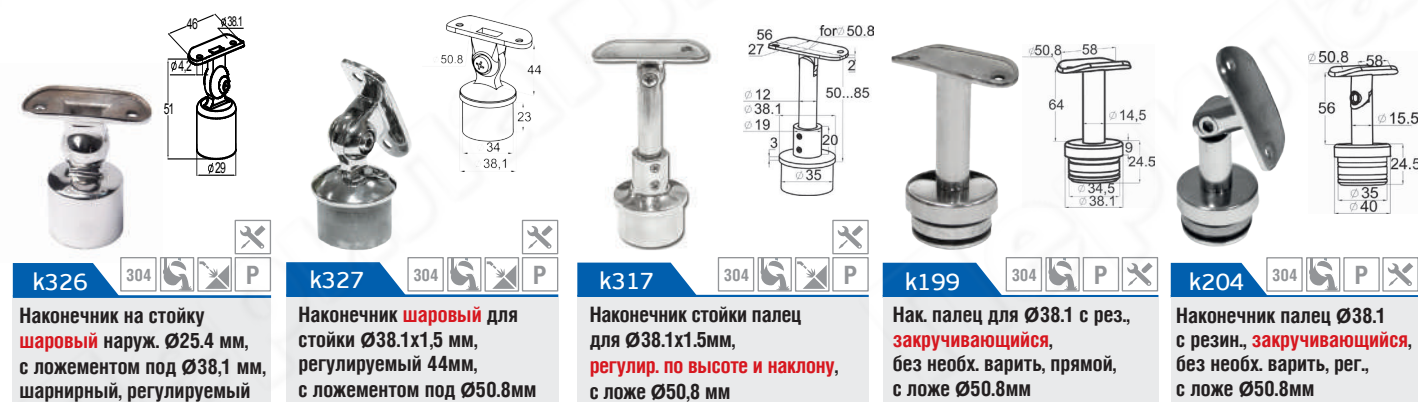 46
Ø38.1
Ø4,2
51
Ø29
50.8
44
23
34
38,1
56
27
for Ø 50.8
2
50...85
Ø 12
Ø 38.1
Ø 19
3
20
Ø 35
Ø50,8 58
64
Ø 14,5
9
24.5
Ø 34,5
Ø 38.1
Ø 50.8
58
56
Ø 15.5
24.5
Ø 35
Ø 40
k326 304 P
Наконечник на стойку
шаровый наруж. Ø25.4 мм,
с ложементом под Ø38,1 мм,
шарнирный, регулируемый
k327 304 P
Наконечник шаровый для
стойки Ø38.1x1,5 мм,
регулируемый 44мм,
с ложементом под Ø50.8мм
k317 304 P
Наконечник стойки палец
для Ø38.1x1.5мм,
регулир. по высоте и наклону,
с ложе Ø50,8 мм
k199 304 P
Нак. палец для Ø38.1 с рез.,
закручивающийся,
без необх. варить, прямой,
с ложе Ø50.8мм
k204 304 P
Наконечник палец Ø38.1
с резин., закручивающийся,
без необх. варить, рег.,
с ложе Ø50.8мм